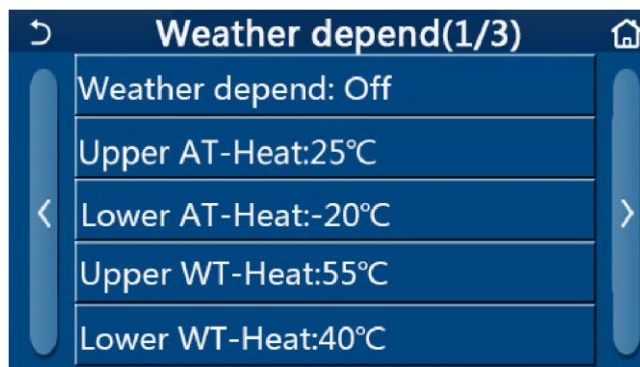 Weather depend(1/3)
Weather depend: Off
Upper AT-Heat:25℃
Lower AT-Heat:-20℃
Upper WT-Heat:55℃
Lower WT-Heat:40℃